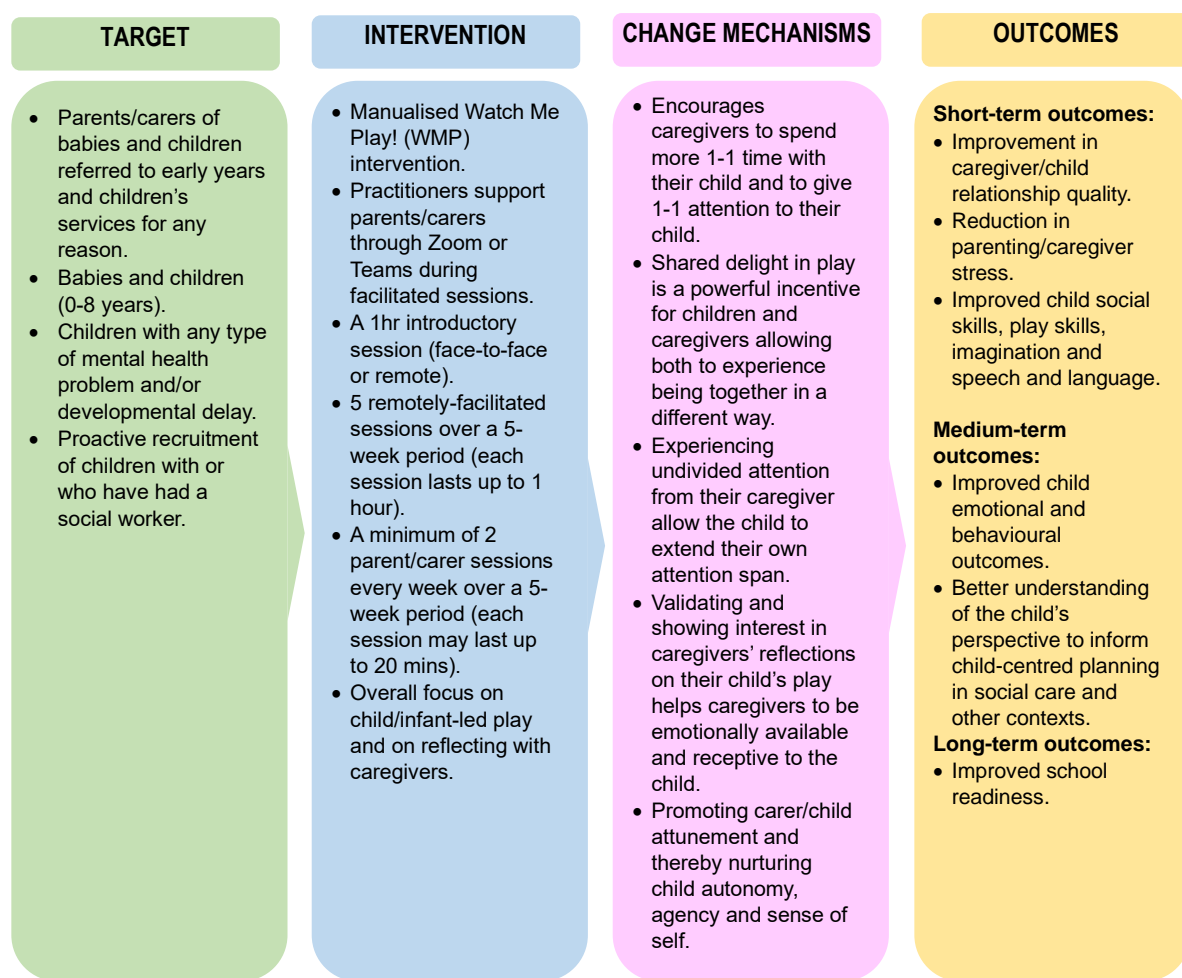 TARGET
• Parents/carers of
babies and children
referred to early years
and children’s
services for any
reason.
• Babies and children
(0-8 years).
• Children with any type
of mental health
problem and/or
developmental delay.
• Proactive recruitment
of children with or
who have had a
social worker.
INTERVENTION
• Manualised Watch Me
Play! (WMP)
intervention.
• Practitioners support
parents/carers
through Zoom or
Teams during
facilitated sessions.
• A 1hr introductory
session (face-to-face
or remote).
• 5 remotely-facilitated
sessions over a 5-
week period (each
session lasts up to 1
hour).
• A minimum of 2
parent/carer sessions
every week over a 5-
week period (each
session may last up
to 20 mins).
• Overall focus on
child/infant-led play
and on reflecting with
caregivers.
CHANGE MECHANISMS
• Encourages
caregivers to spend
more 1-1 time with
their child and to give
1-1 attention to their
child.
• Shared delight in play
is a powerful incentive
for children and
caregivers allowing
both to experience
being together in a
different way.
• Experiencing
undivided attention
from their caregiver
allow the child to
extend their own
attention span.
• Validating and
showing interest in
caregivers’ reflections
on their child’s play
helps caregivers to be
emotionally available
and receptive to the
child.
• Promoting carer/child
attunement and
thereby nurturing
child autonomy,
agency and sense of
self.
OUTCOMES
Short-term outcomes:
• Improvement in
caregiver/child
relationship quality.
• Reduction in
parenting/caregiver
stress.
• Improved child social
skills, play skills,
imagination and
speech and language.
Medium-term
outcomes:
• Improved child
emotional and
behavioural
outcomes.
• Better understanding
of the child’s
perspective to inform
child-centred planning
in social care and
other contexts.
Long-term outcomes:
• Improved school
readiness.